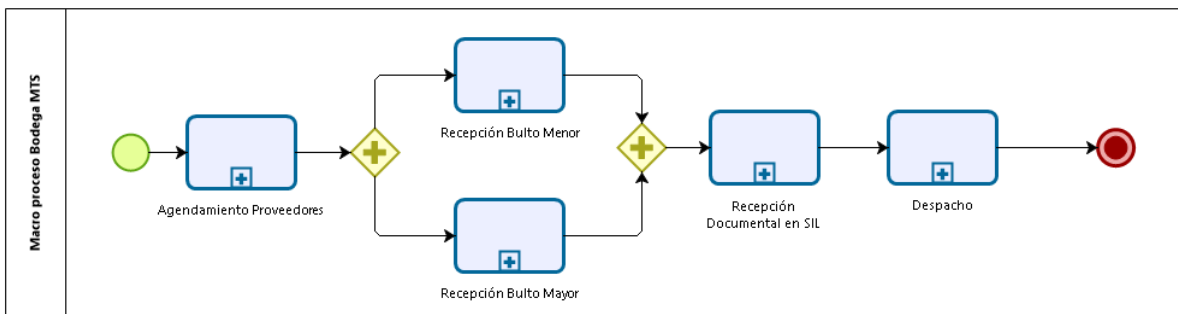 Macro proceso Bodega MTS
Agendamiento Proveedores
Recepción Bulto Menor
Recepción Bulto Mayor
Recepción
Documental en SIL
Despacho